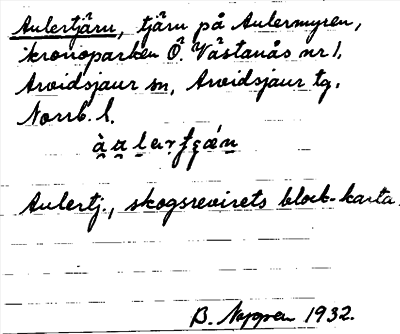 Aulertjärn, tjärn på Aulermyren,
kronoparken Ö. Västanås nr 1,
Arvidsjaur sn, Arvidsjaur tg,
Norrb. l.
Aulertj., skogsrevirets block-karta.
B. Nygren 1932.